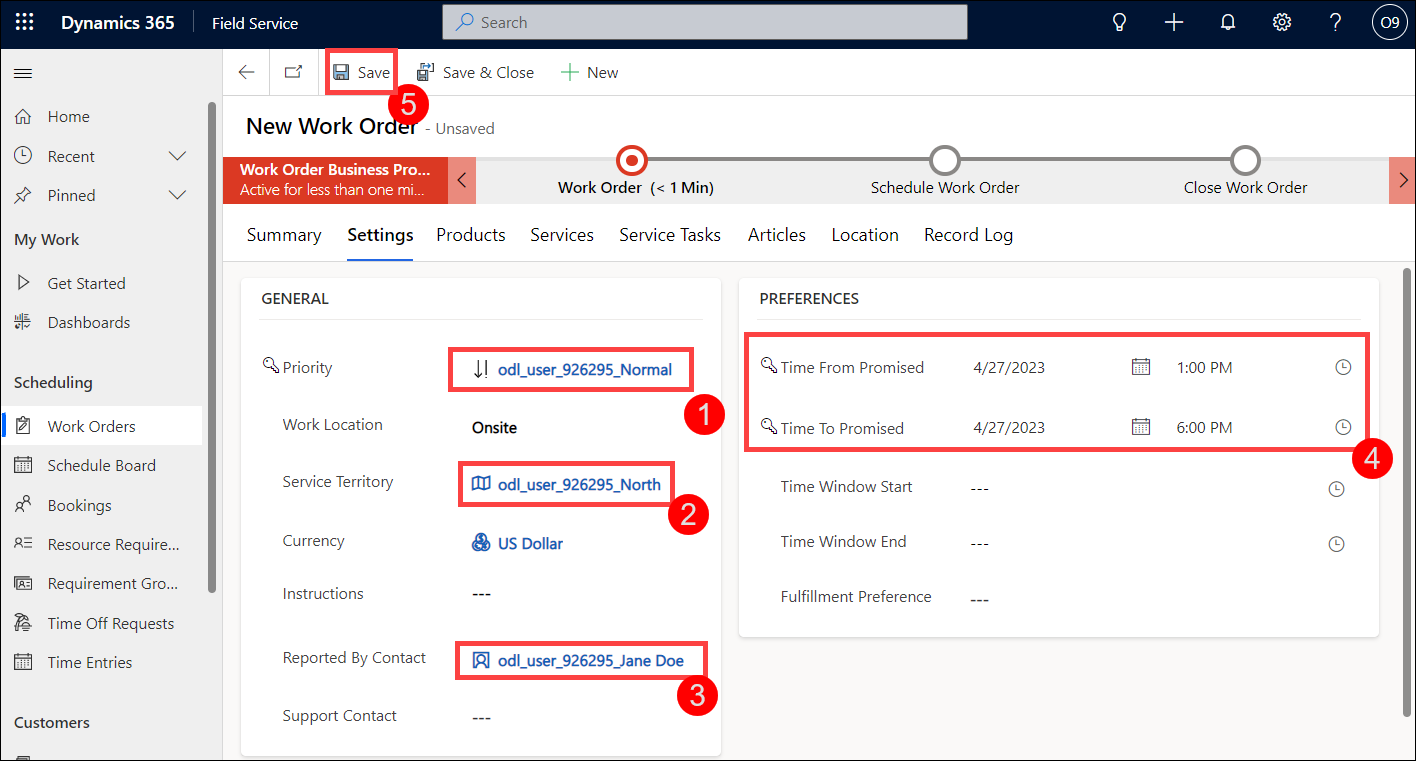 Dynamics 365 Field Service Search O9
Save Save & Close New
5
New Work Order - Unsaved
Work Order Business Pro...
Active for less than one mi...
Work Order (< 1 Min) Schedule Work Order Close Work Order
Summary Settings Products Services Service Tasks Articles Location Record Log
Home
Recent
Pinned
My Work
Get Started
Dashboards
Scheduling
Work Orders
Schedule Board
Bookings
Resource Require...
Requirement Gro...
Time Off Requests
Time Entries
Customers
GENERAL
Priority odl_user_926295_Normal
1
Work Location Onsite
Service Territory odl_user_926295_North
2
Currency US Dollar
Instructions ---
Reported By Contact odl_user_926295_Jane Doe
3
Support Contact ---
PREFERENCES
Time From Promised 4/27/2023 1:00 PM
Time To Promised 4/27/2023 6:00 PM
4
Time Window Start ---
Time Window End ---
Fulfillment Preference ---